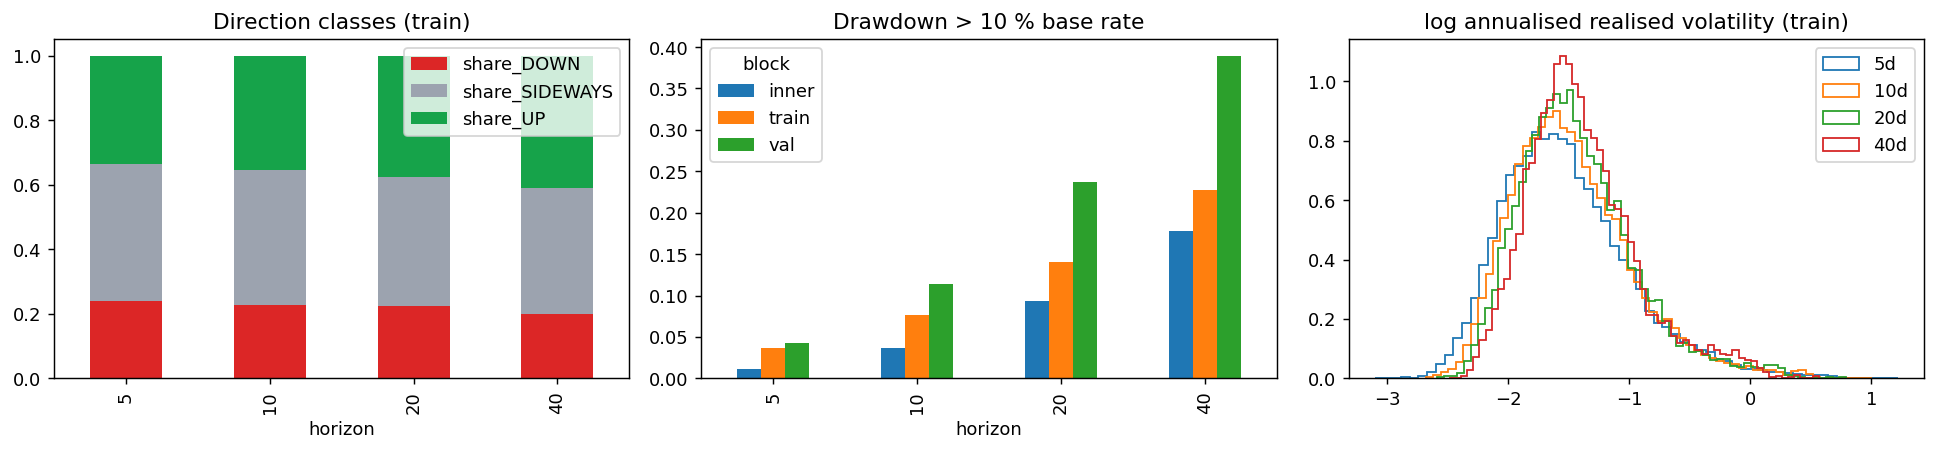 Direction classes (train)
1.0
0.8
0.6
0.4
0.2
0.0
share_DOWN
share_SIDEWAYS
share_UP
5
10
20
40
horizon
Drawdown > 10 % base rate
0.40
0.35
0.30
0.25
0.20
0.15
0.10
0.05
0.00
block
inner
train
val
5
10
20
40
horizon
log annualised realised volatility (train)
1.0
0.8
0.6
0.4
0.2
0.0
5d
10d
20d
40d
−3
−2
−1
0
1